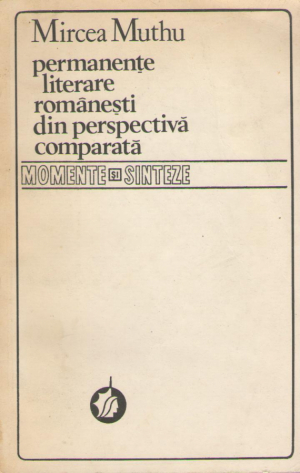 Mircea Muthu
permanențe
literare
românești
din perspectivă
comparată
MOMENTE ȘI SINTEZE